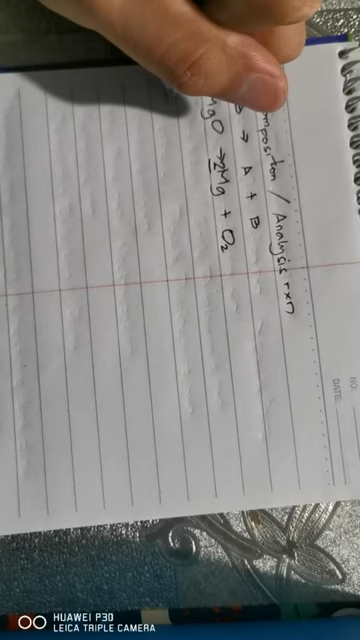 NO.
DATE:
mposition / Analysis rxn
→ A + B
MgO → 2Mg + O₂
HUAWEI P30
LEICA TRIPLE CAMERA